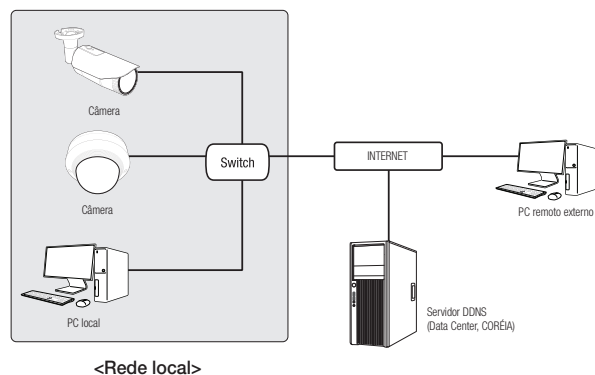 Câmera
Câmera
Switch
INTERNET
PC remoto externo
PC local
Servidor DDNS
(Data Center, CORÉIA)
<Rede local>